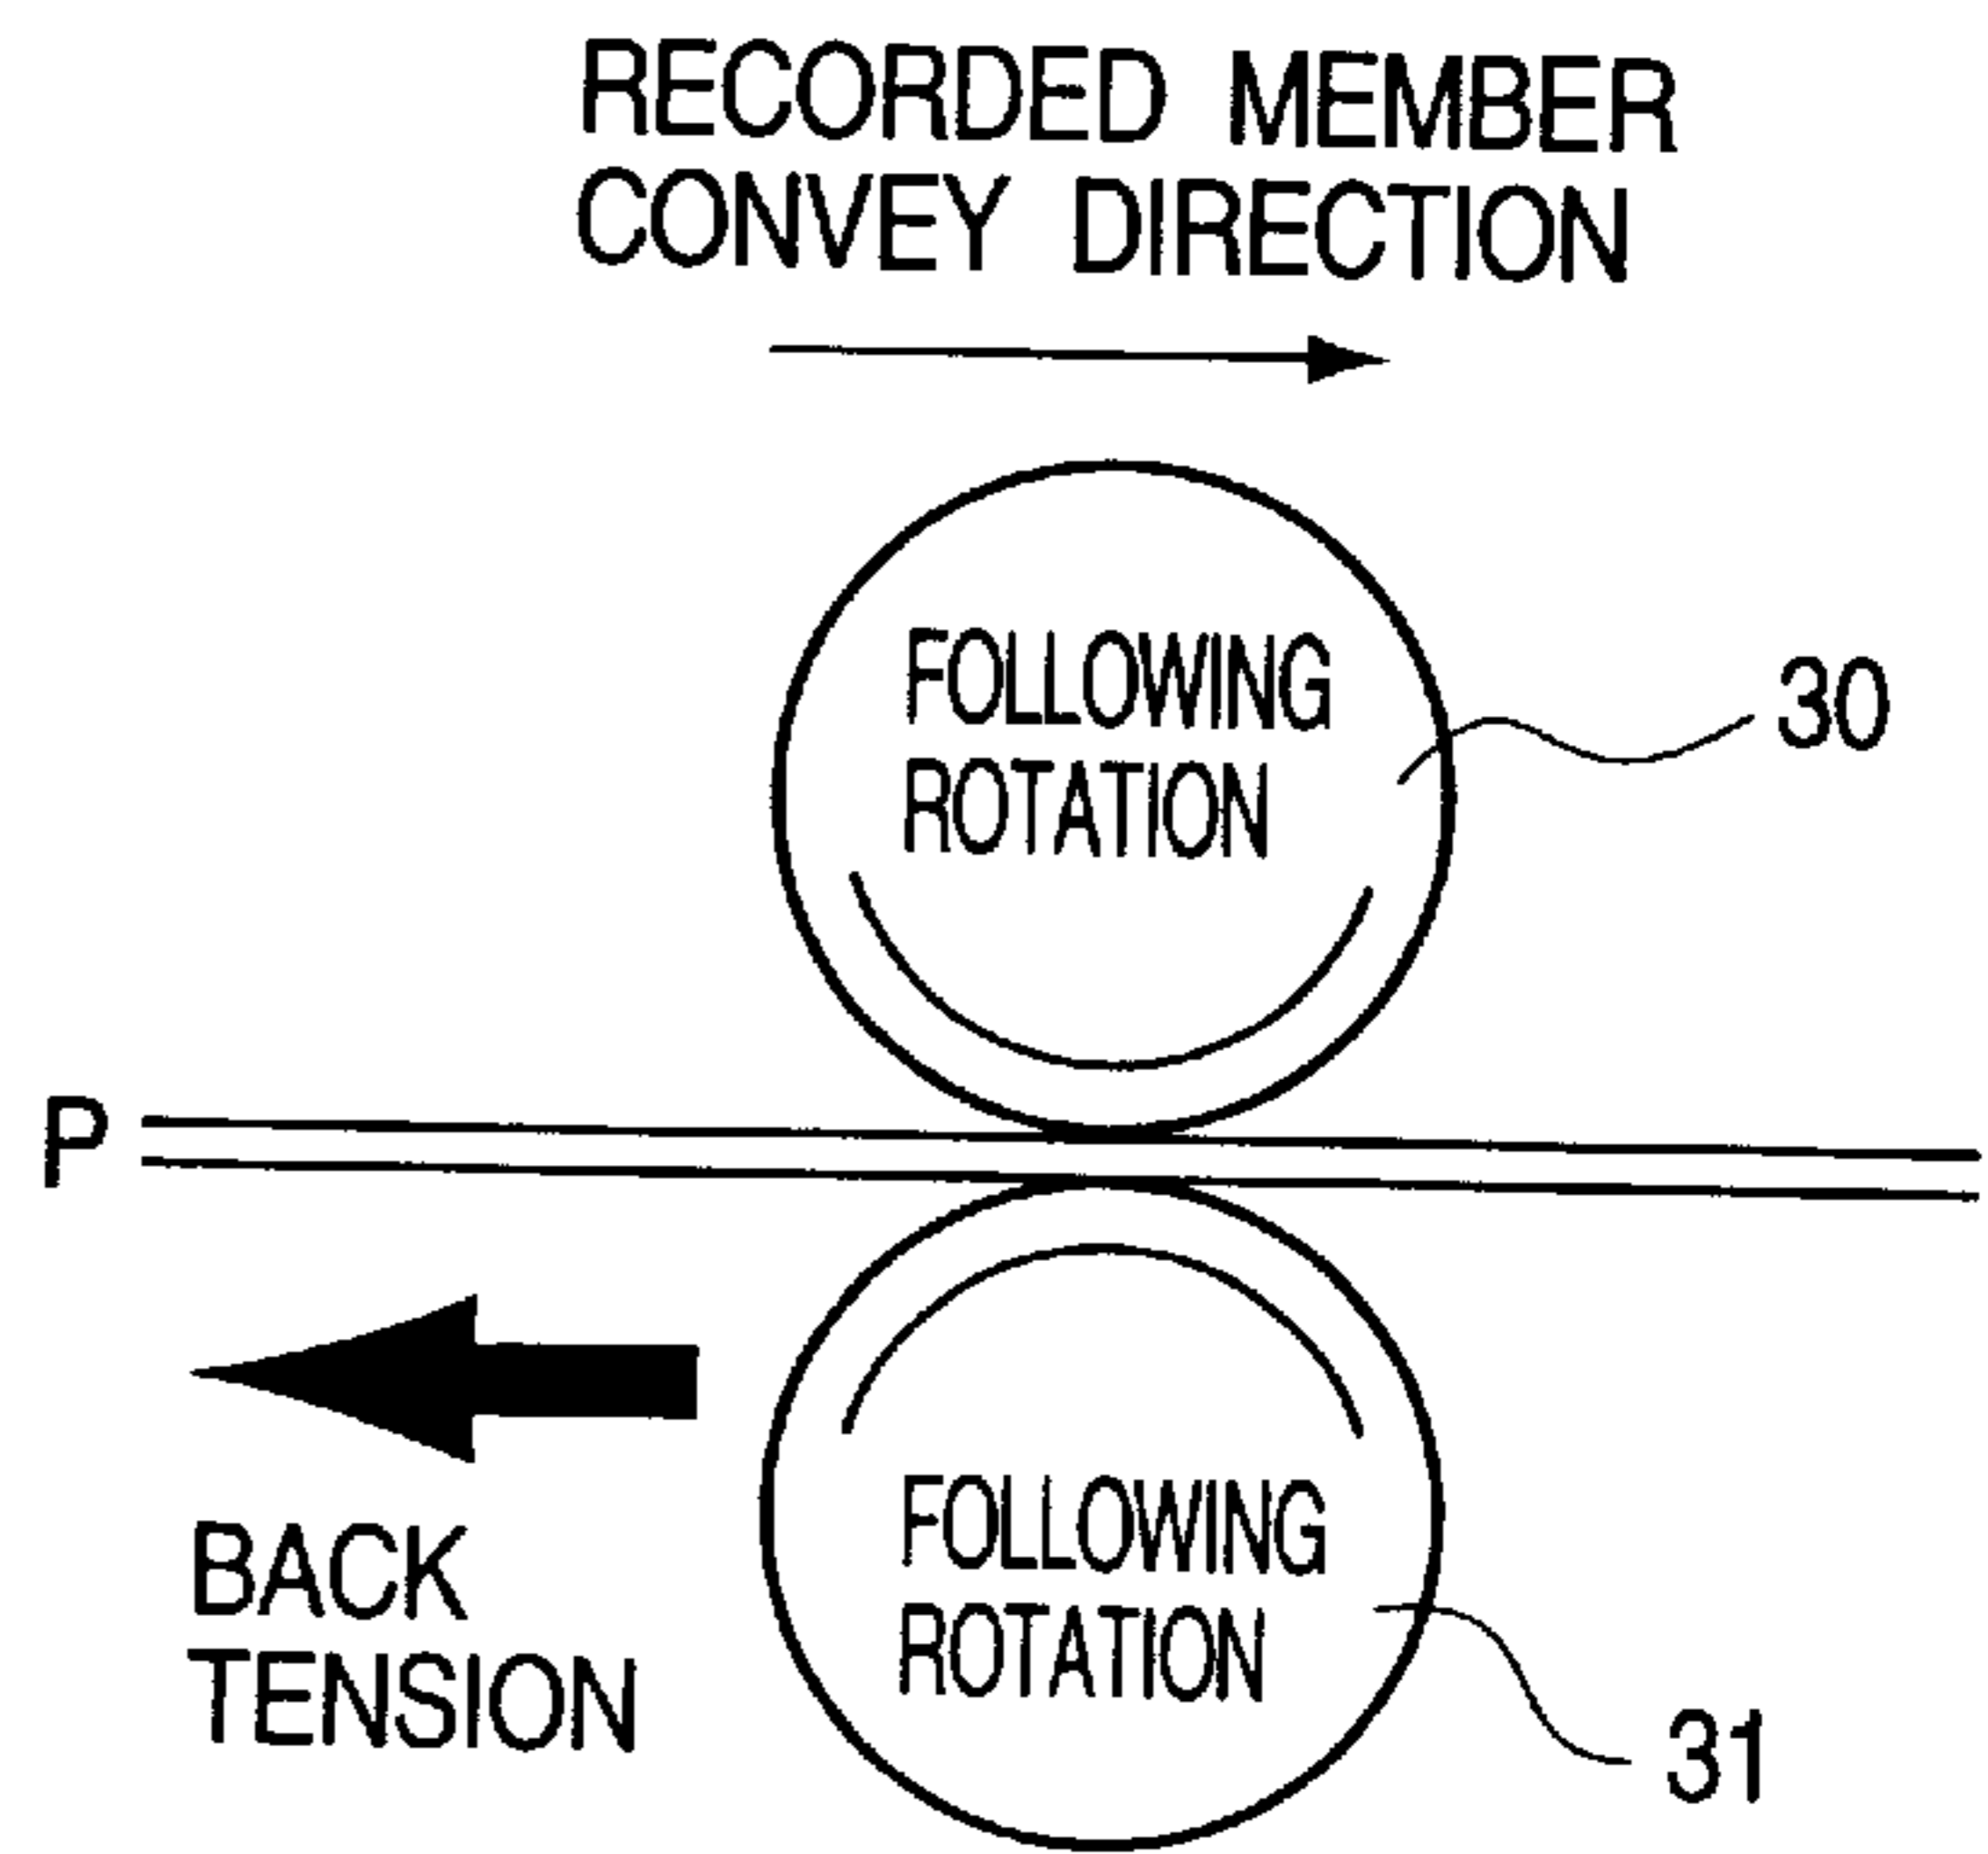 RECORDED MEMBER
CONVEY DIRECTION
FOLLOWING
ROTATION
30
P
BACK
TENSION
FOLLOWING
ROTATION
31